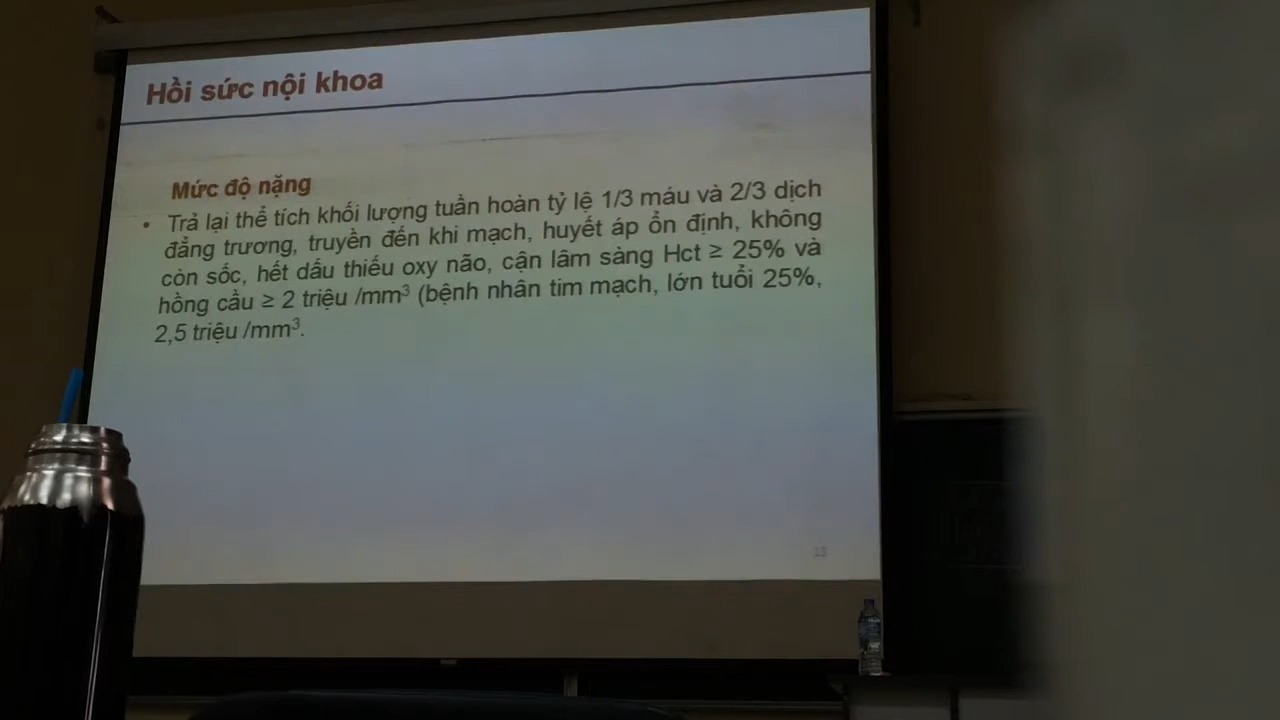 Hồi sức nội khoa
Mức độ nặng
• Trả lại thể tích khối lượng tuần hoàn tỷ lệ 1/3 máu và 2/3 dịch
đẳng trương, truyền đến khi mạch, huyết áp ổn định, không
còn sốc, hết dấu thiếu oxy não, cận lâm sàng Hct ≥ 25% và
hồng cầu ≥ 2 triệu /mm³ (bệnh nhân tim mạch, lớn tuổi 25%,
2,5 triệu /mm³.
13